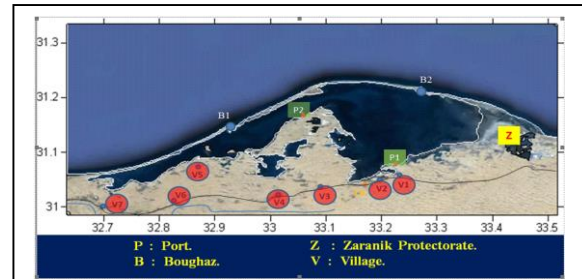 31.3
B2
31.2
P2
B1
Z
31.1
P1
V5
V7
V6
V4
V3
V2
V1
31
32.7
32.8
32.9
33
33.1
33.2
33.3
33.4
33.5
P : Port.
Z : Zaranik Protectorate.
B : Boughaz.
V : Village.